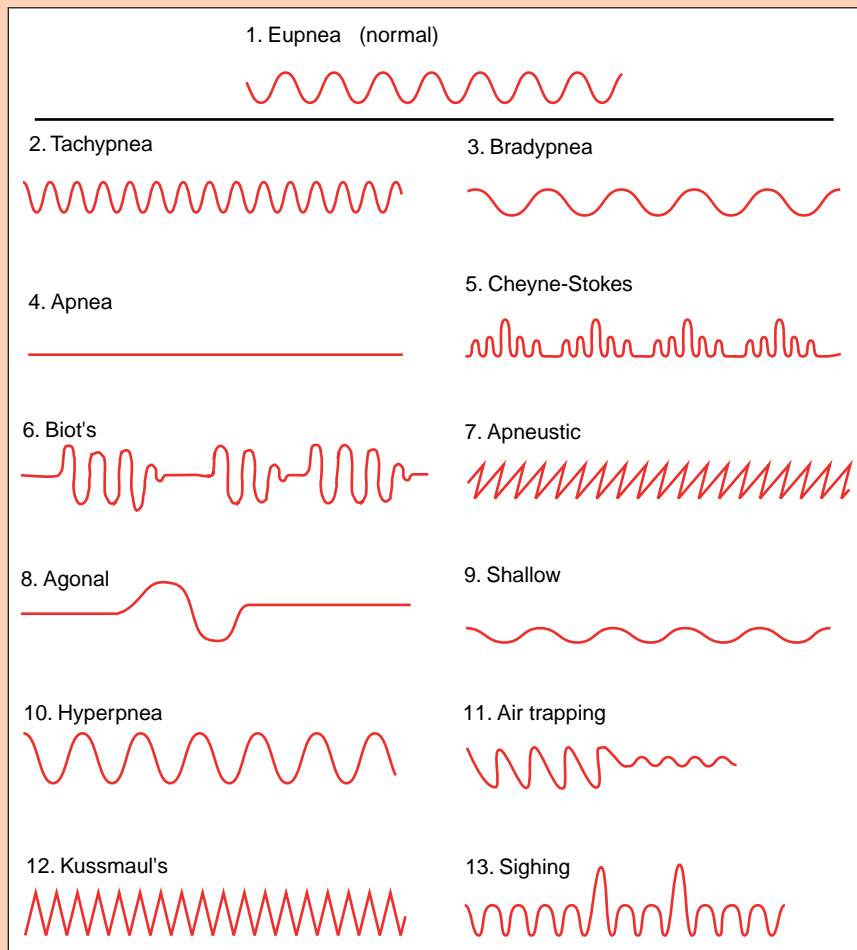 1. Eupnea (normal)
2. Tachypnea
3. Bradypnea
4. Apnea
5. Cheyne-Stokes
6. Biot's
7. Apneustic
8. Agonal
9. Shallow
10. Hyperpnea
11. Air trapping
12. Kussmaul's
13. Sighing